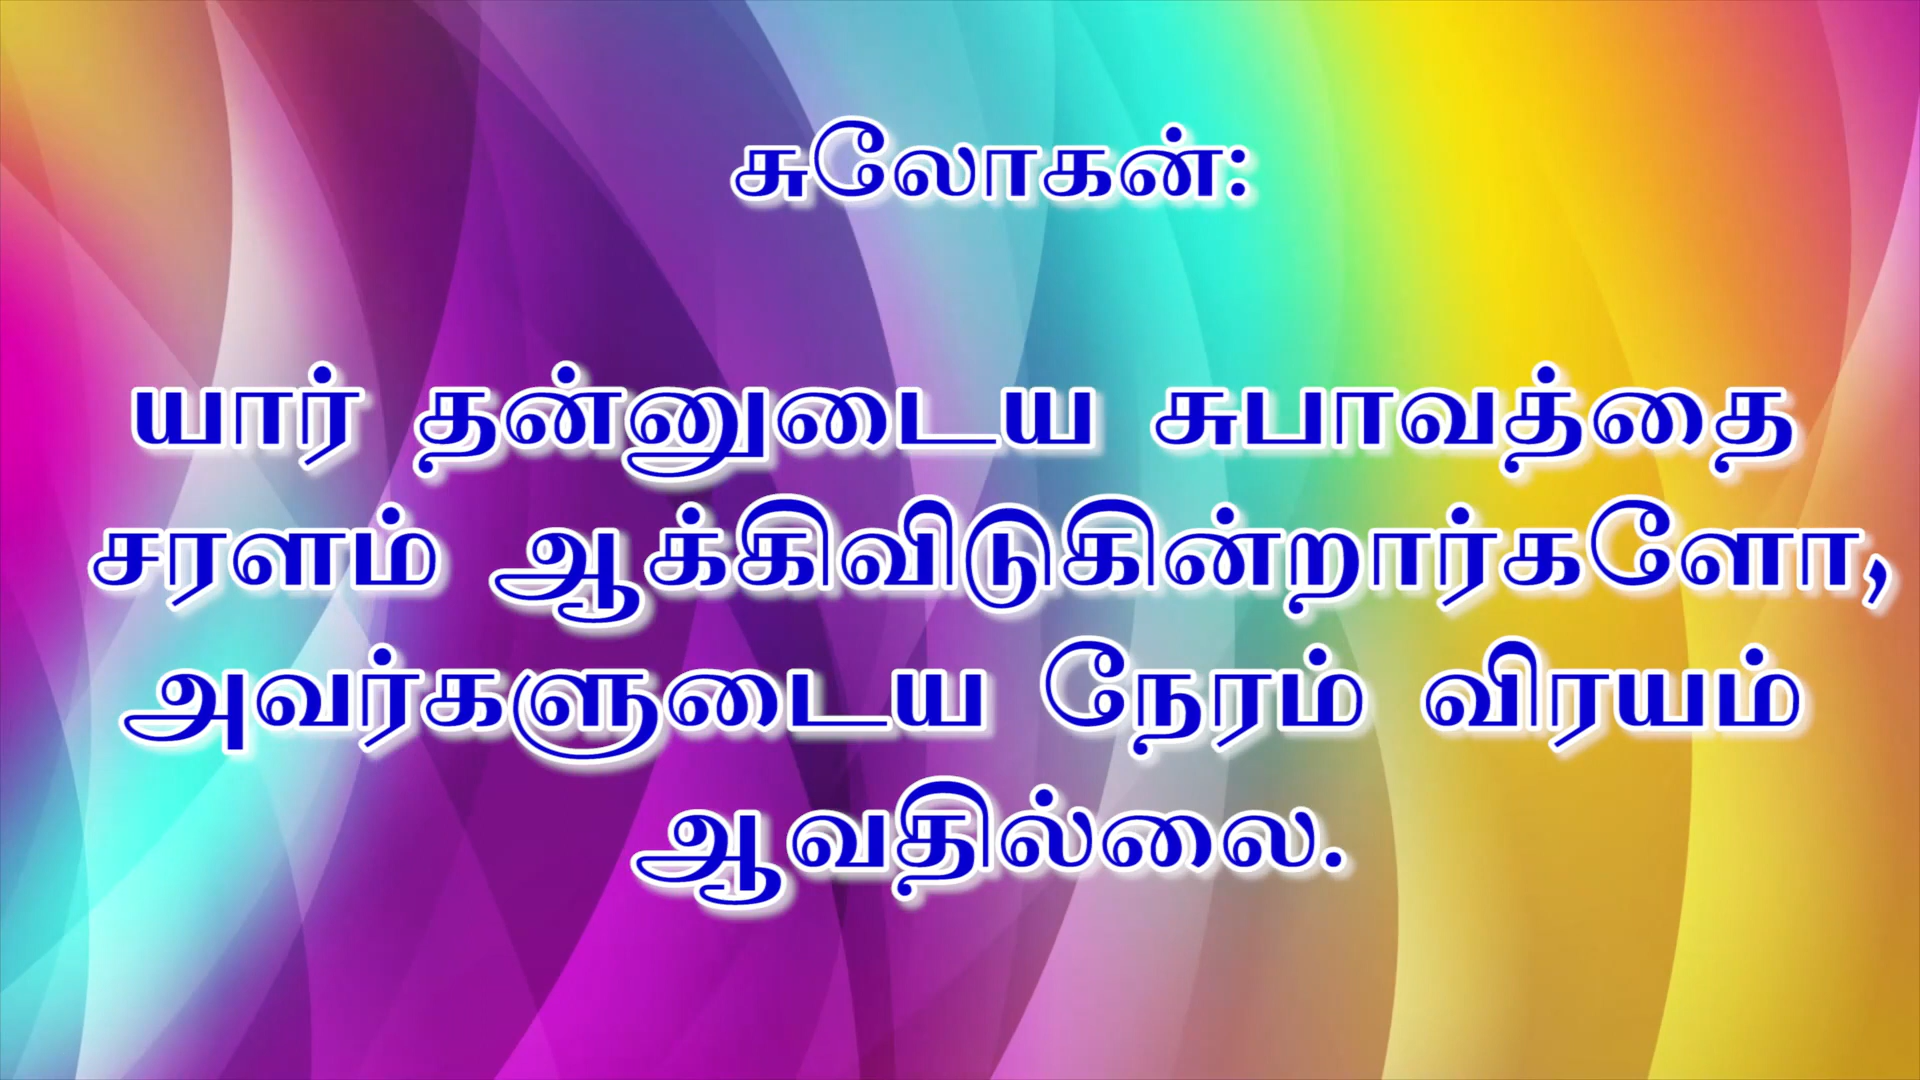 சுலோகன்:
யார் தன்னுடைய சுபாவத்தை
சரளம் ஆக்கிவிடுகின்றார்களோ,
அவர்களுடைய நேரம் விரயம்
ஆவதில்லை.